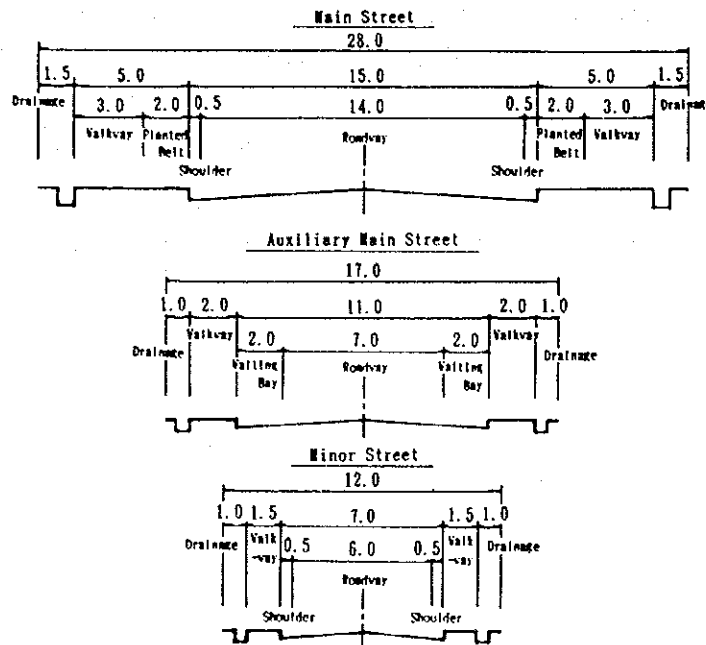 Main Street
28.0
1.5 5.0 15.0 5.0 1.5
Drainage 3.0 2.0 0.5 14.0 0.5 2.0 3.0 Drainag
Walkway Planted Belt Roadway Planted Belt Walkway
Shoulder Shoulder
Auxiliary Main Street
17.0
1.0 2.0 11.0 2.0 1.0
Walkway Walkway
Drainage 2.0 7.0 2.0 Drainage
Waiting Bay Roadway Waiting Bay
Minor Street
12.0
1.0 1.5 7.0 1.5 1.0
Drainage Walk-way 0.5 6.0 0.5 Walk-way Drainage
Roadway
Shoulder Shoulder